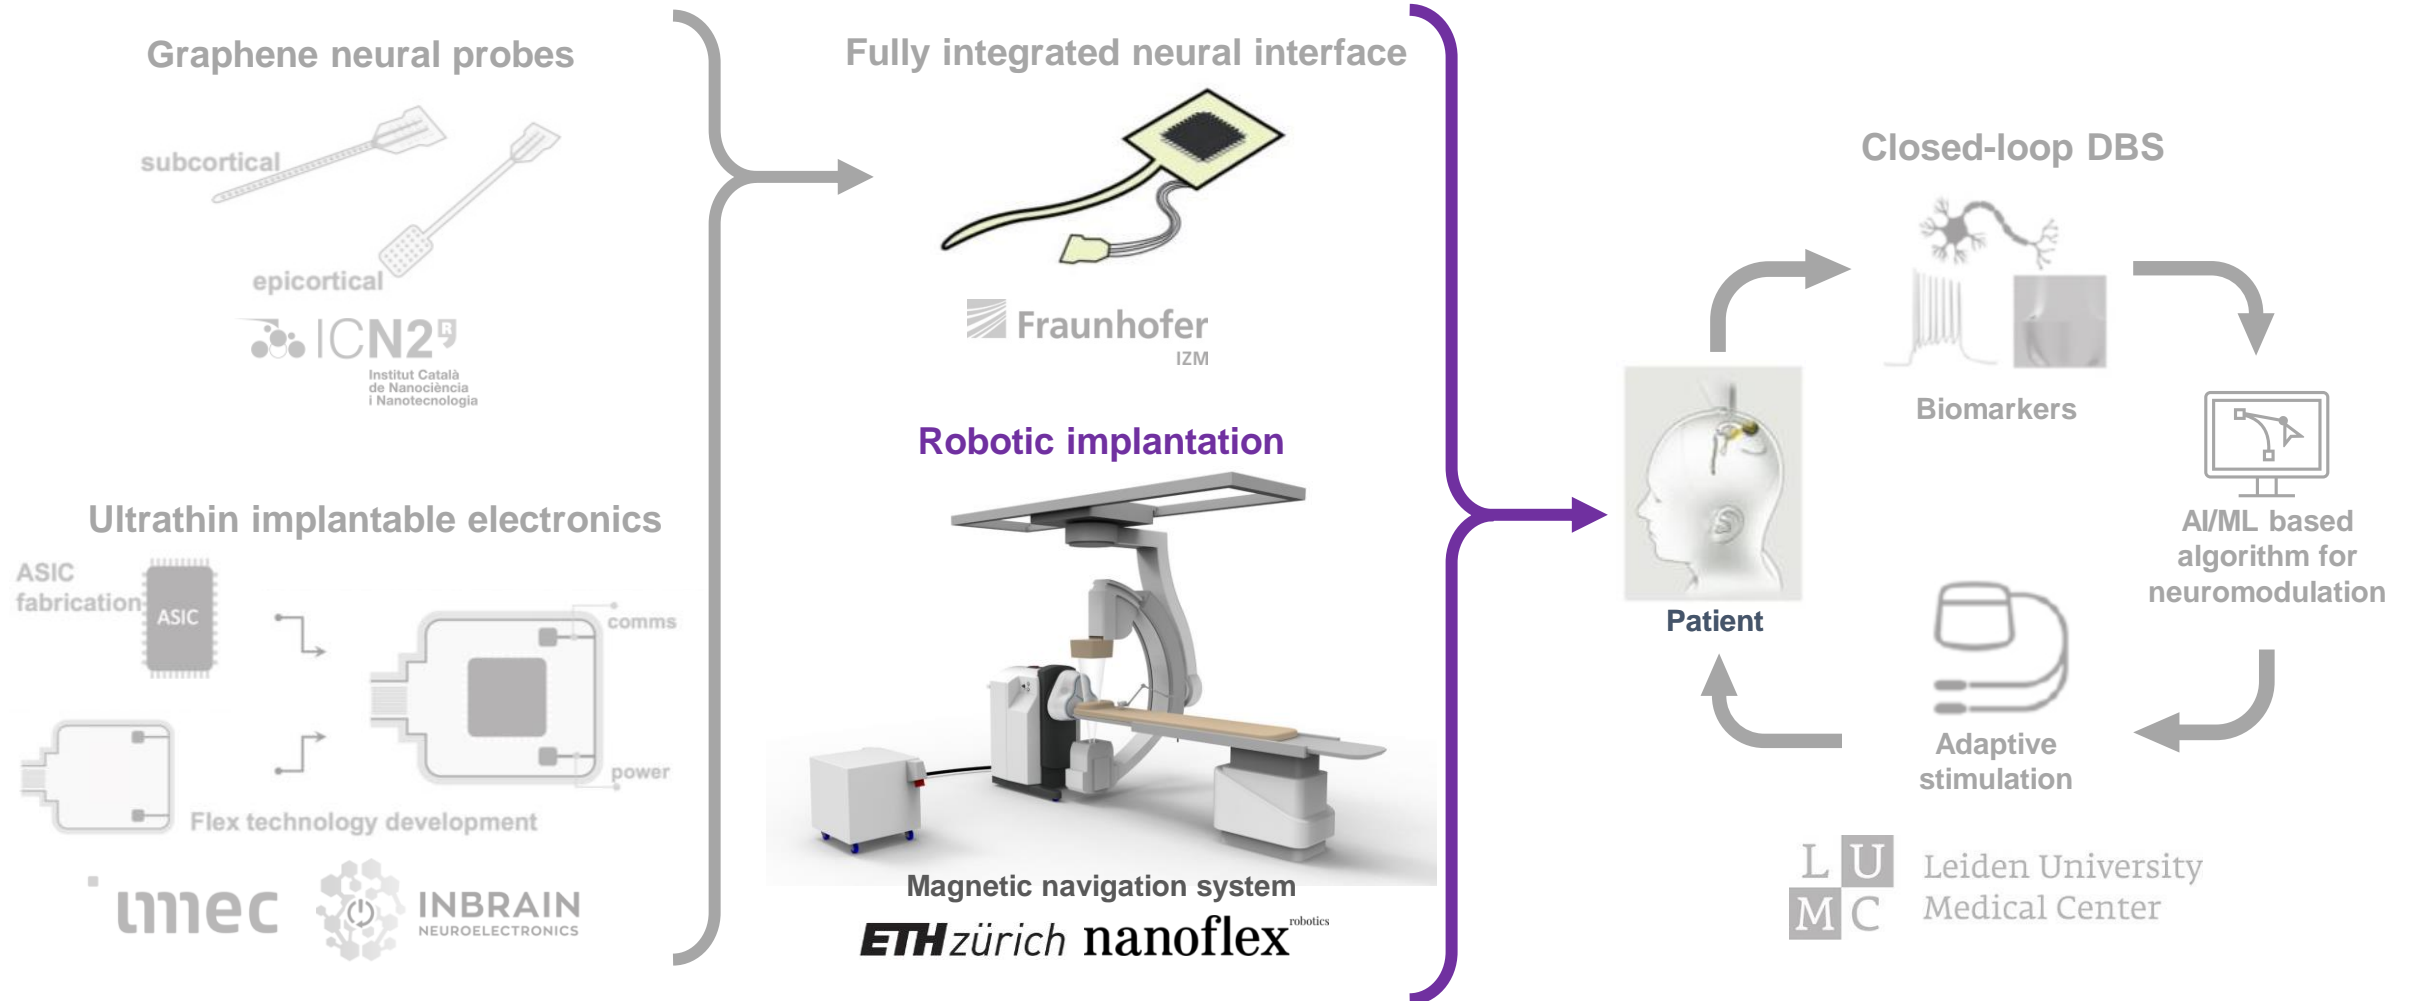 Graphene neural probes
subcortical
epicortical
ICN2
R
Institut Català
de Nanociència
i Nanotecnologia
Ultrathin implantable electronics
ASIC
fabrication
ASIC
comms
power
Flex technology development
imec
INBRAIN
NEUROELECTRONICS
Fully integrated neural interface
Fraunhofer
IZM
Robotic implantation
Magnetic navigation system
ETH zürich
nanoflex
robotics
Closed-loop DBS
Biomarkers
AI/ML based
algorithm for
neuromodulation
Patient
Adaptive
stimulation
L U
M C
Leiden University
Medical Center